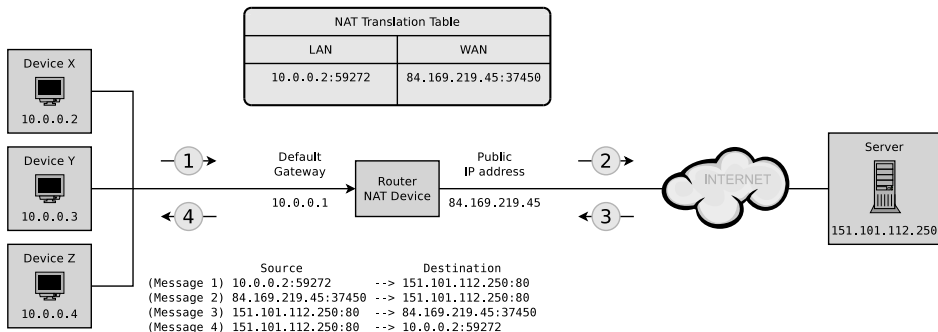 NAT Translation Table
LAN WAN
10.0.0.2:59272 84.169.219.45:37450
Device X
10.0.0.2
Device Y
10.0.0.3
Device Z
10.0.0.4
1
4
Default
Gateway
10.0.0.1
Router
NAT Device
Public
IP address
84.169.219.45
2
3
INTERNET
Server
151.101.112.250
Source Destination
(Message 1) 10.0.0.2:59272 --> 151.101.112.250:80
(Message 2) 84.169.219.45:37450 --> 151.101.112.250:80
(Message 3) 151.101.112.250:80 --> 84.169.219.45:37450
(Message 4) 151.101.112.250:80 --> 10.0.0.2:59272